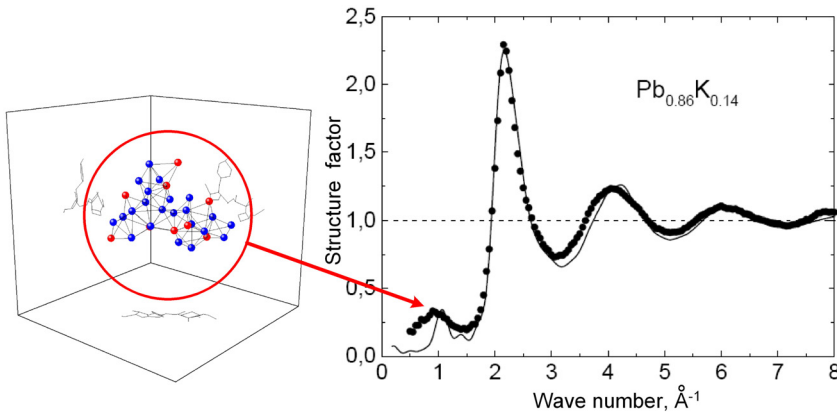 2,5
2,0
1,5
1,0
0,5
0,0
Structure factor
Pb0.86K0.14
0 1 2 3 4 5 6 7 8
Wave number, Å-1